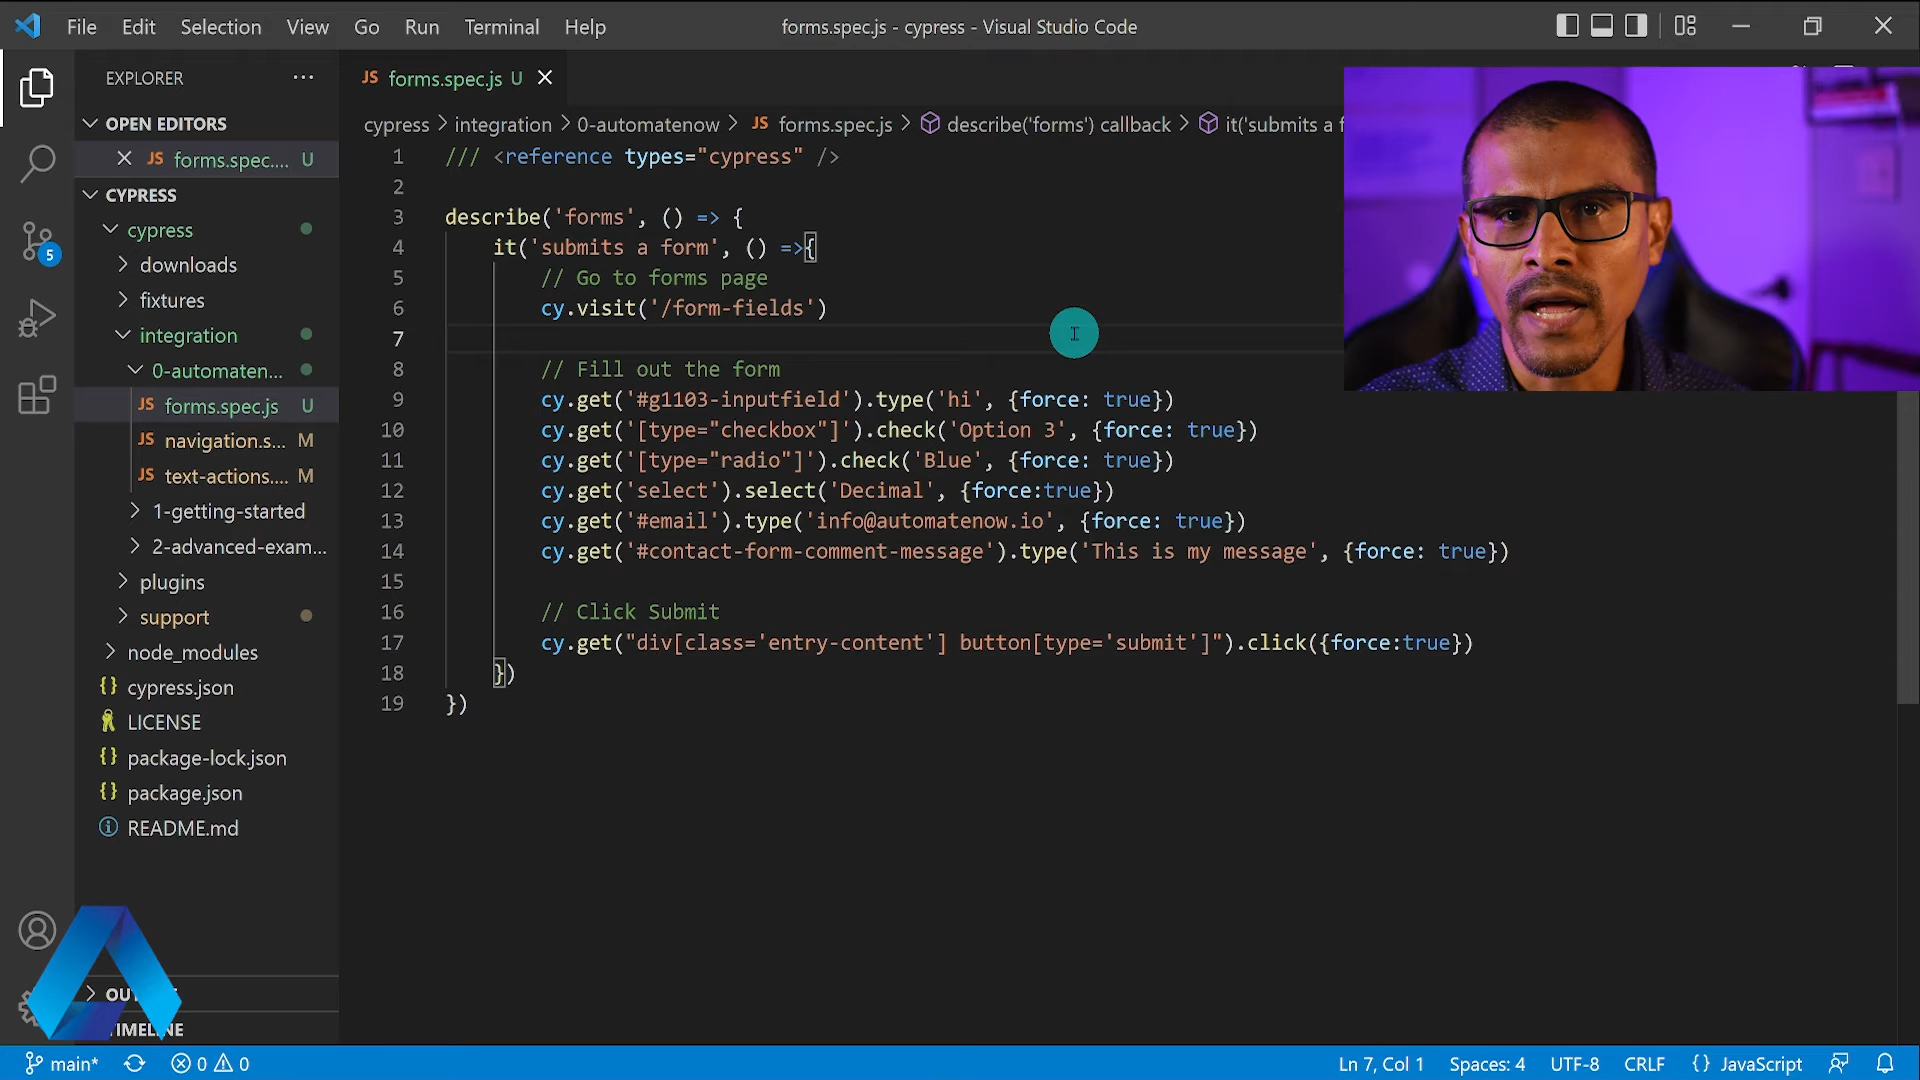 File Edit Selection View Go Run Terminal Help
forms.spec.js - cypress - Visual Studio Code
EXPLORER
OPEN EDITORS
JS forms.spec.... U
CYPRESS
cypress
downloads
fixtures
integration
0-automaten...
JS forms.spec.js U
JS navigation.s... M
JS text-actions.... M
1-getting-started
2-advanced-exam...
plugins
support
node_modules
{} cypress.json
LICENSE
{} package-lock.json
{} package.json
README.md
TIMELINE
5
JS forms.spec.js U
cypress > integration > 0-automatenow > JS forms.spec.js > describe('forms') callback > it('submits a f
1 /// <reference types="cypress" />
2
3 describe('forms', () => {
4 it('submits a form', () =>{
5 // Go to forms page
6 cy.visit('/form-fields')
7
8 // Fill out the form
9 cy.get('#g1103-inputfield').type('hi', {force: true})
10 cy.get('[type="checkbox"]').check('Option 3', {force: true})
11 cy.get('[type="radio"]').check('Blue', {force: true})
12 cy.get('select').select('Decimal', {force:true})
13 cy.get('#email').type('info@automatenow.io', {force: true})
14 cy.get('#contact-form-comment-message').type('This is my message', {force: true})
15
16 // Click Submit
17 cy.get("div[class='entry-content'] button[type='submit']").click({force:true})
18 })
19 })
main* 0 0
Ln 7, Col 1 Spaces: 4 UTF-8 CRLF {} JavaScript